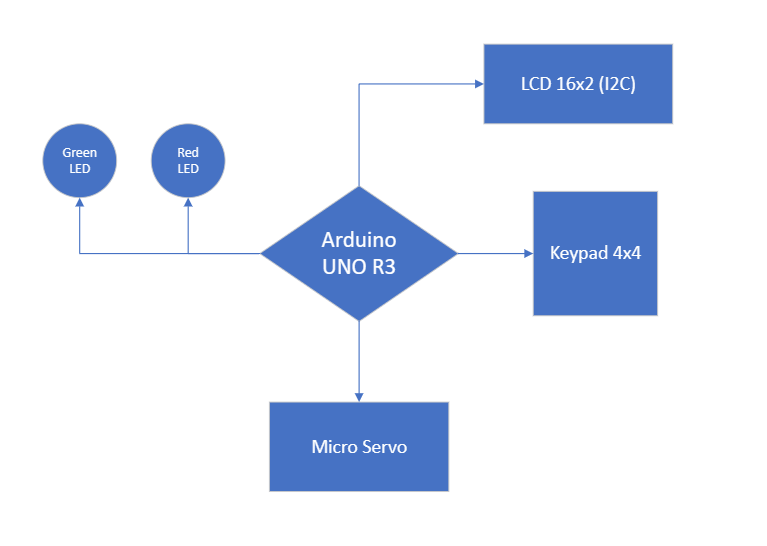 LCD 16x2 (I2C)
Green
LED
Red
LED
Arduino
UNO R3
Keypad 4x4
Micro Servo